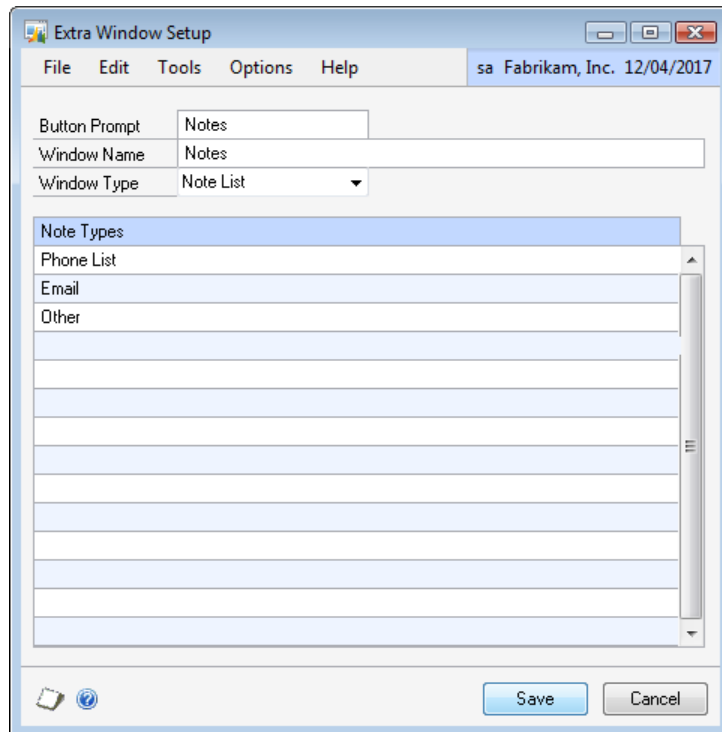 Extra Window Setup
File Edit Tools Options Help sa Fabrikam, Inc. 12/04/2017
Button Prompt Notes
Window Name Notes
Window Type Note List
Note Types
Phone List
Email
Other
Save Cancel